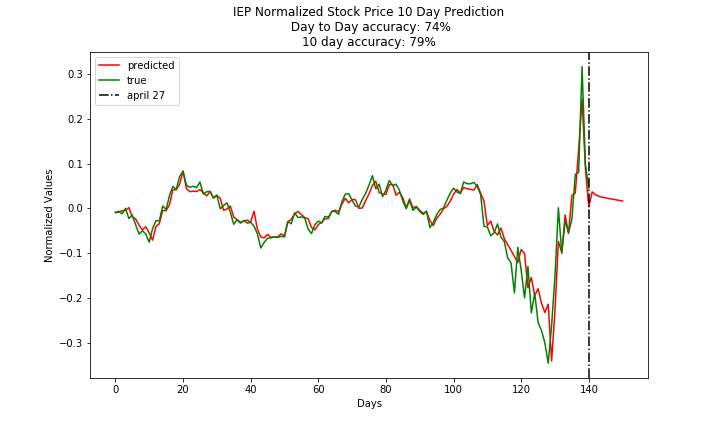 IEP Normalized Stock Price 10 Day Prediction
Day to Day accuracy: 74%
10 day accuracy: 79%
predicted
true
april 27
0.3
0.2
0.1
0.0
−0.1
−0.2
−0.3
Normalized Values
0 20 40 60 80 100 120 140
Days